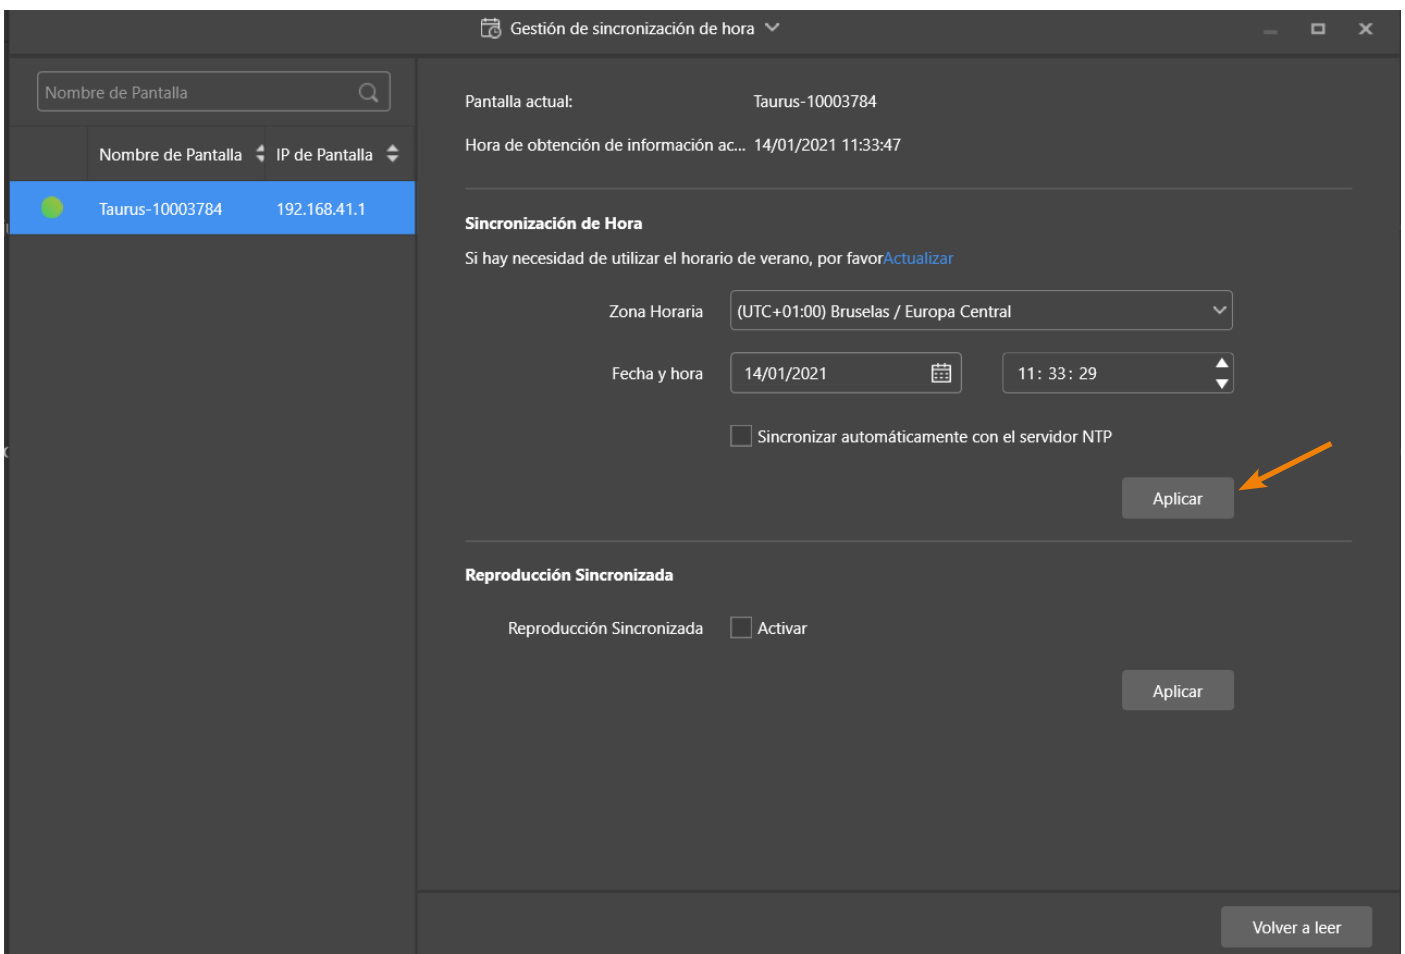 Gestión de sincronización de hora
Nombre de Pantalla
Nombre de Pantalla IP de Pantalla
Taurus-10003784 192.168.41.1
Pantalla actual: Taurus-10003784
Hora de obtención de información ac... 14/01/2021 11:33:47
Sincronización de Hora
Si hay necesidad de utilizar el horario de verano, por favorActualizar
Zona Horaria (UTC+01:00) Bruselas / Europa Central
Fecha y hora 14/01/2021 11: 33: 29
Sincronizar automáticamente con el servidor NTP
Aplicar
Reproducción Sincronizada
Reproducción Sincronizada Activar
Aplicar
Volver a leer